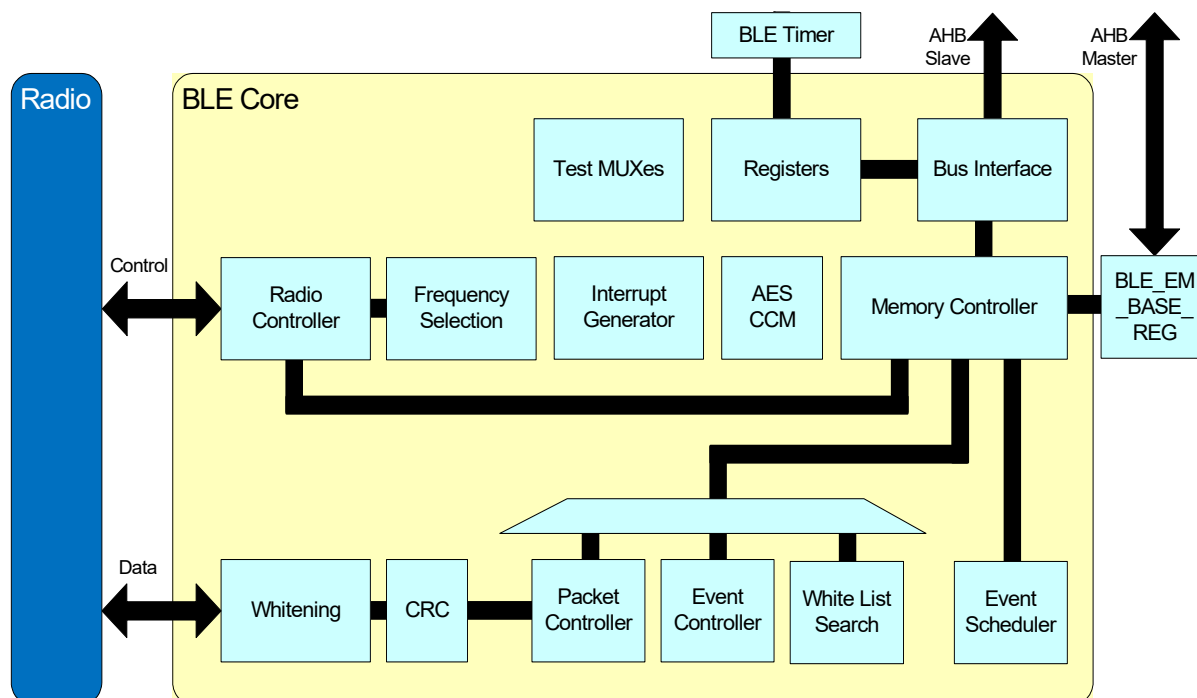 BLE Timer
AHB
Slave
AHB
Master
Radio
BLE Core
Test MUXes
Registers
Bus Interface
Control
Radio
Controller
Frequency
Selection
Interrupt
Generator
AES
CCM
Memory Controller
BLE_EM
_BASE_
REG
Data
Whitening
CRC
Packet
Controller
Event
Controller
White List
Search
Event
Scheduler